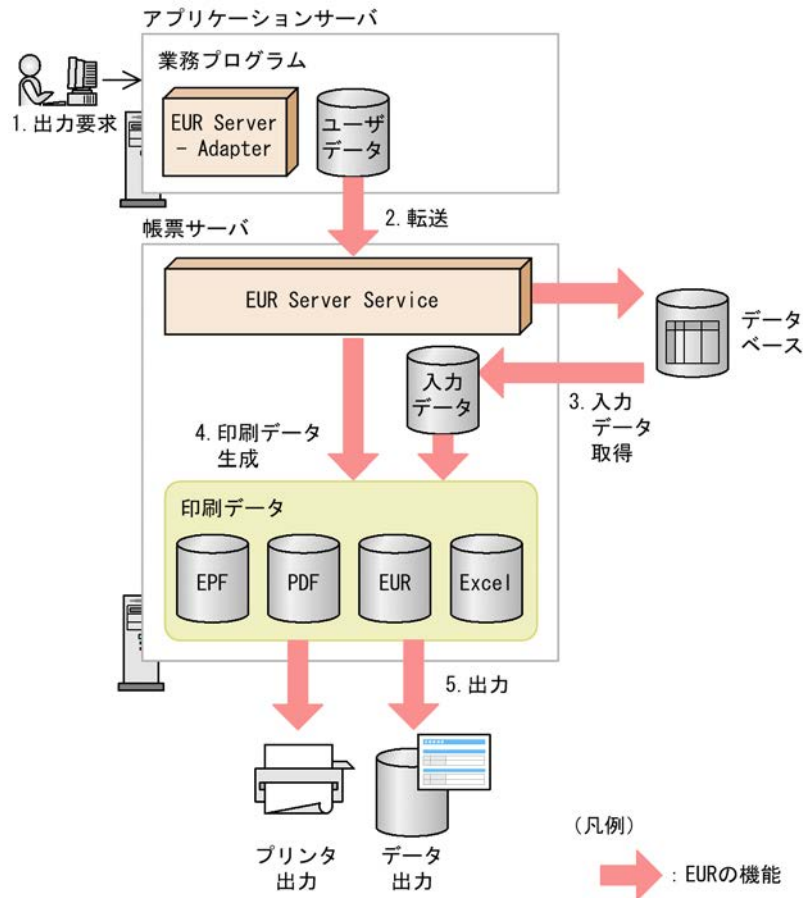 アプリケーションサーバ
業務プログラム
1. 出力要求
EUR Server
- Adapter
ユーザ
データ
2. 転送
帳票サーバ
EUR Server Service
データ
ベース
入力
データ
3. 入力
データ
取得
4. 印刷データ
生成
印刷データ
EPF
PDF
EUR
Excel
5. 出力
プリンタ
出力
データ
出力
(凡例)
: EURの機能